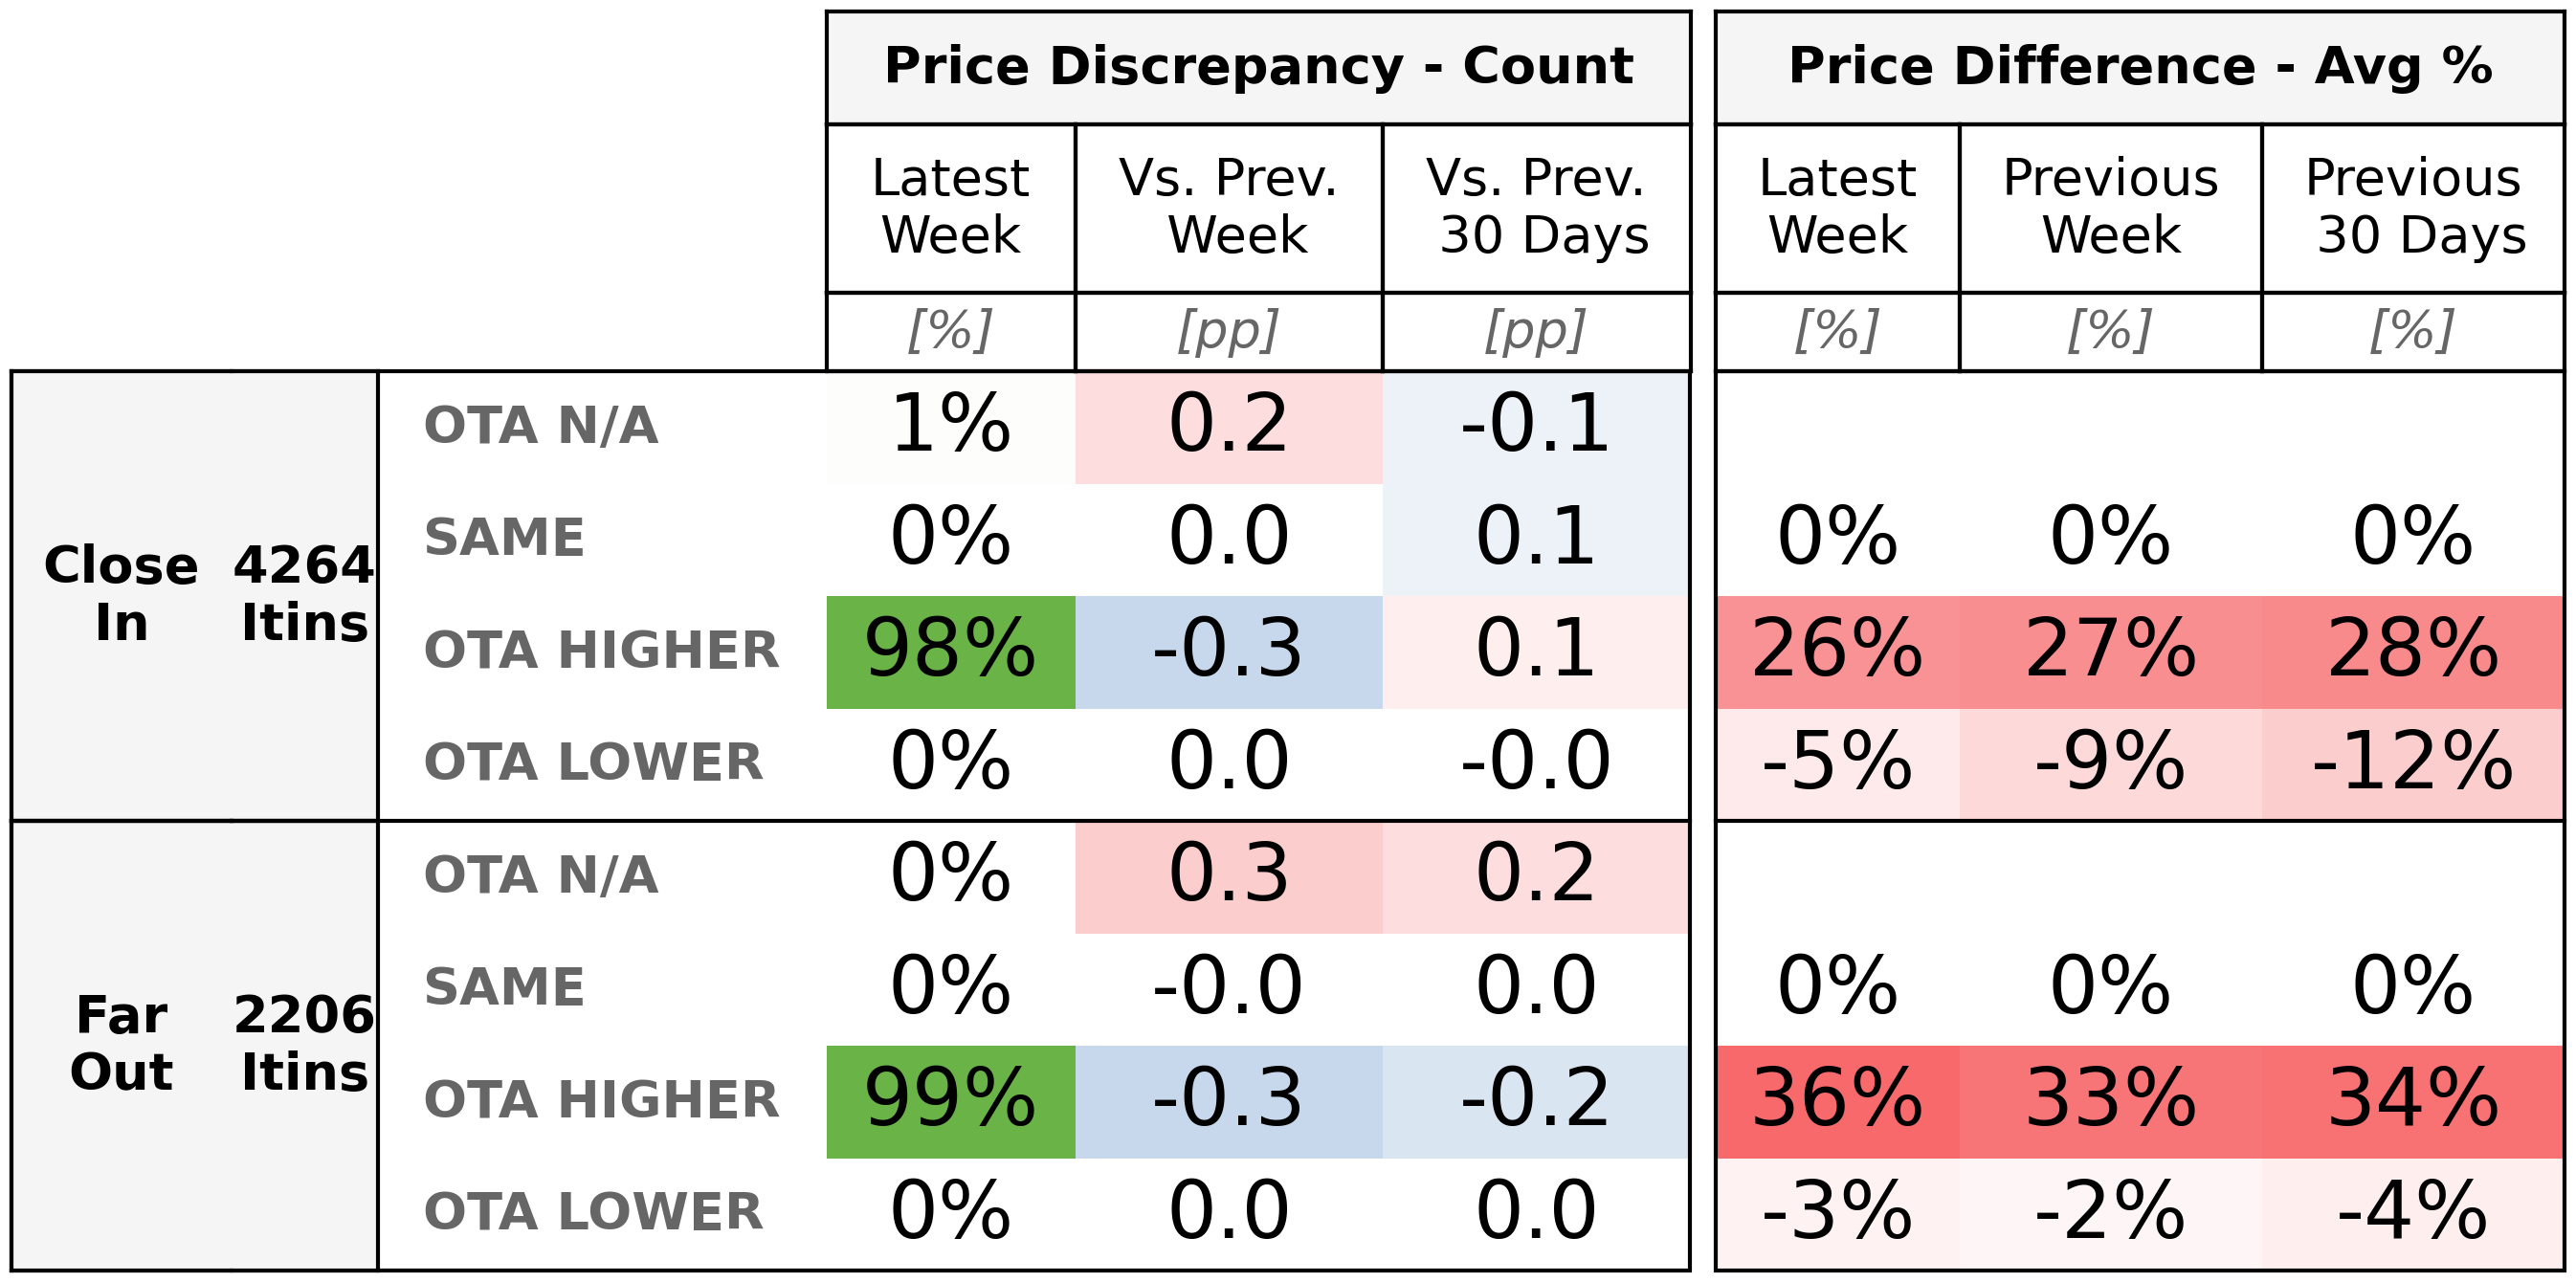 Price Discrepancy - Count Price Difference - Avg %
Latest Week Vs. Prev. Week Vs. Prev. 30 Days Latest Week Previous Week Previous 30 Days
[%] [pp] [pp] [%] [%] [%]
Close In 4264 Itins
OTA N/A 1% 0.2 -0.1
SAME 0% 0.0 0.1 0% 0% 0%
OTA HIGHER 98% -0.3 0.1 26% 27% 28%
OTA LOWER 0% 0.0 -0.0 -5% -9% -12%
Far Out 2206 Itins
OTA N/A 0% 0.3 0.2
SAME 0% -0.0 0.0 0% 0% 0%
OTA HIGHER 99% -0.3 -0.2 36% 33% 34%
OTA LOWER 0% 0.0 0.0 -3% -2% -4%